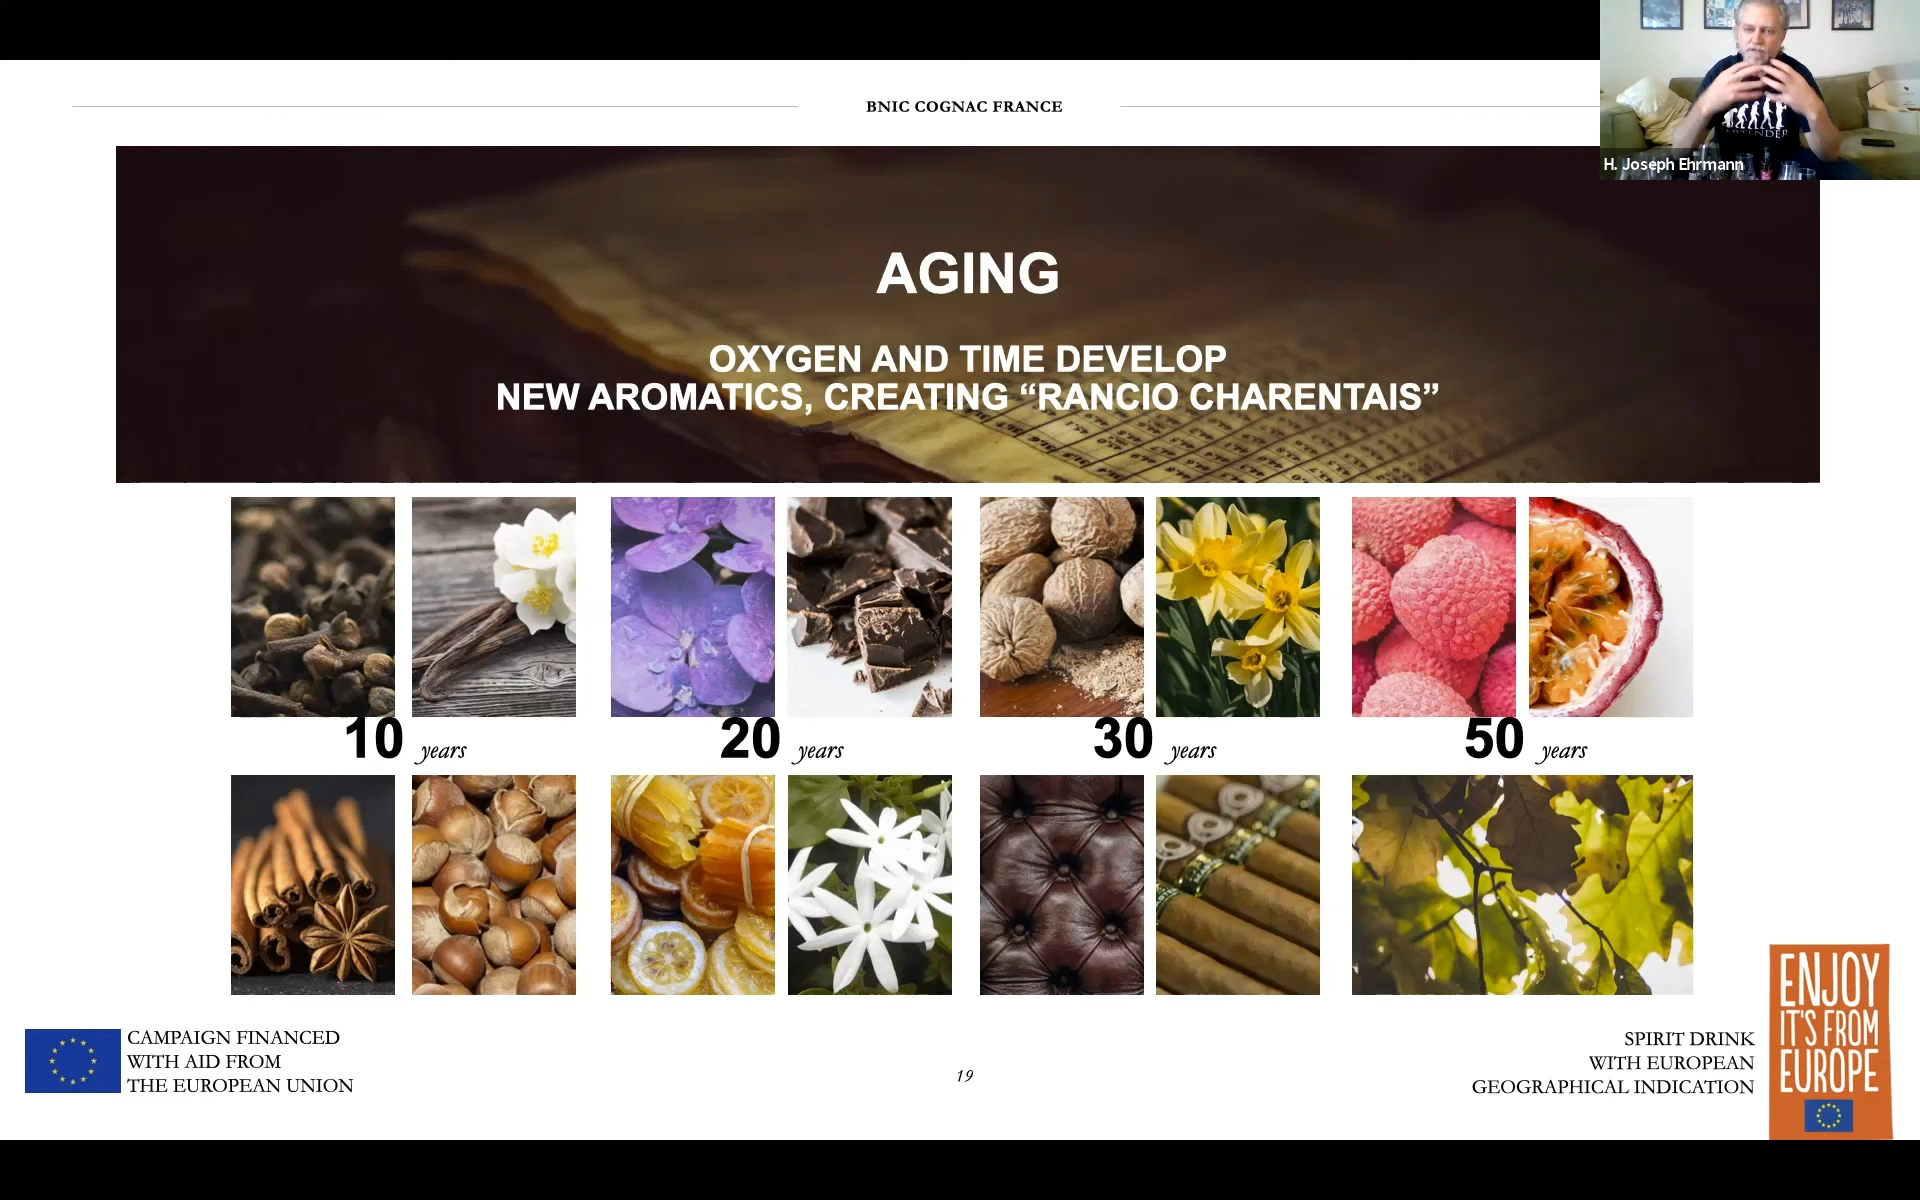 BNIC COGNAC FRANCE
H. Joseph Ehrmann
AGING
OXYGEN AND TIME DEVELOP
NEW AROMATICS, CREATING “RANCIO CHARENTAIS”
10 years
20 years
30 years
50 years
CAMPAIGN FINANCED
WITH AID FROM
THE EUROPEAN UNION
19
SPIRIT DRINK
WITH EUROPEAN
GEOGRAPHICAL INDICATION
ENJOY
IT'S FROM
EUROPE